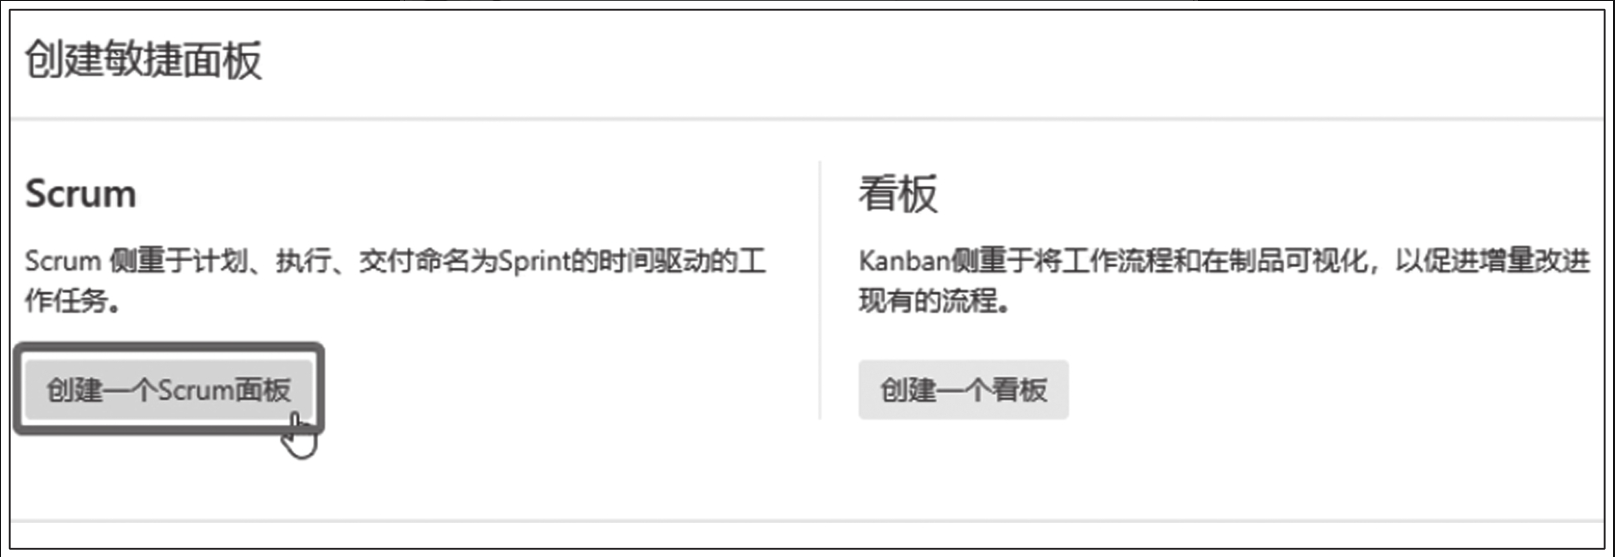 创建敏捷面板
Scrum
Scrum 侧重于计划、执行、交付命名为Sprint的时间驱动的工
作任务。
创建一个Scrum面板
看板
Kanban侧重于将工作流程和在制品可视化，以促进增量改进
现有的流程。
创建一个看板